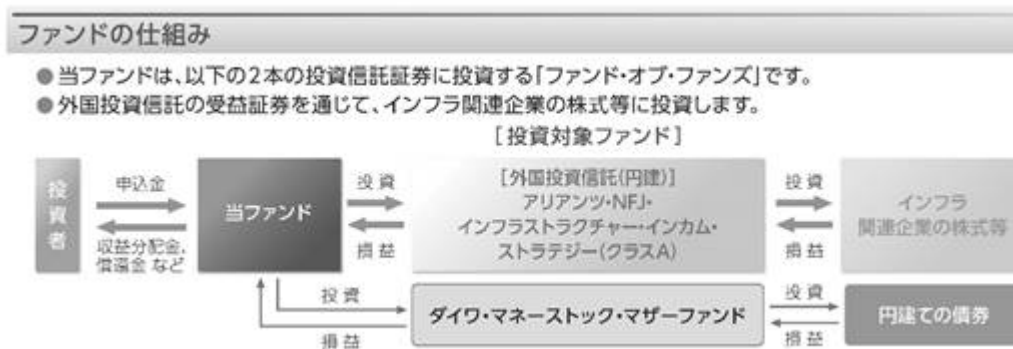 ファンドの仕組み
●当ファンドは、以下の2本の投資信託証券に投資する「ファンド・オブ・ファンズ」です。
●外国投資信託の受益証券を通じて、インフラ関連企業の株式等に投資します。
[投資対象ファンド]
投資者
申込金
収益分配金、
償還金 など
当ファンド
投資
損益
[外国投資信託(円建)]
アリアンツ・NFJ・
インフラストラクチャー・インカム・
ストラテジー(クラスA)
投資
損益
インフラ
関連企業の株式等
投資
損益
ダイワ・マネーストック・マザーファンド
投資
損益
円建ての債券